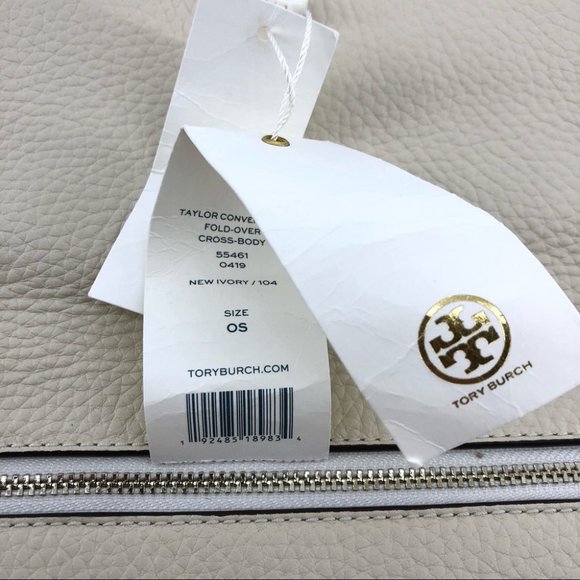 TAYLOR
FOLD-OVER
CROSS-BODY
55461
0419
NEW IVORY / 104
SIZE
OS
TORYBURCH.COM
1 92485 18983 4
TORY BURCH